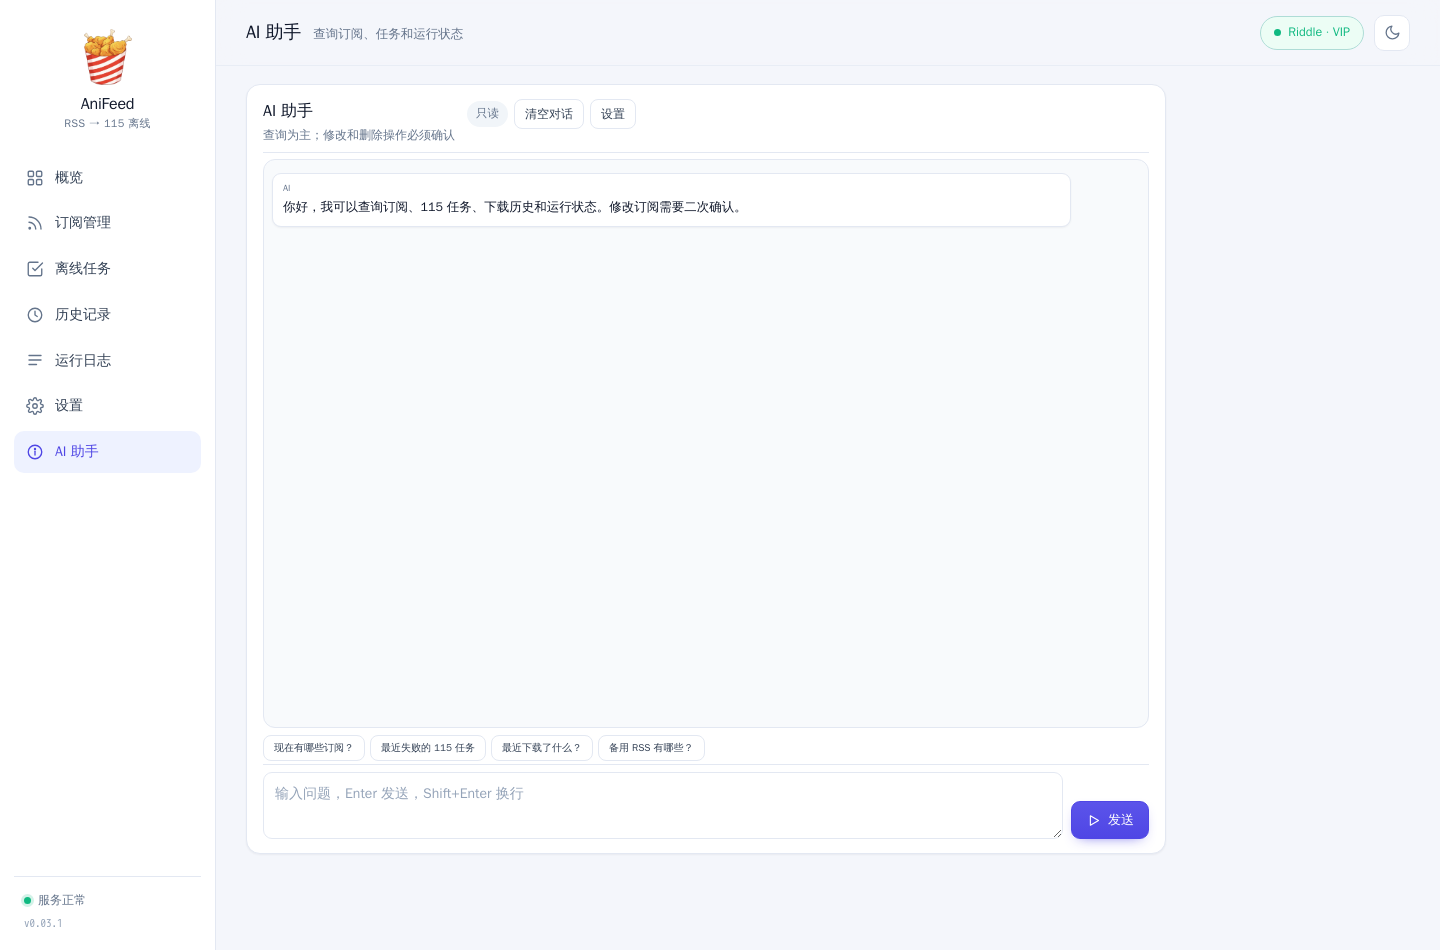 AniFeed
RSS → 115 离线
概览
订阅管理
离线任务
历史记录
运行日志
设置
AI 助手
服务正常
v0.03.1
AI 助手 查询订阅、任务和运行状态
Riddle · VIP
AI 助手
查询为主；修改和删除操作必须确认
只读 清空对话 设置
AI
你好，我可以查询订阅、115 任务、下载历史和运行状态。修改订阅需要二次确认。
现在有哪些订阅？ 最近失败的 115 任务 最近下载了什么？ 备用 RSS 有哪些？
输入问题，Enter 发送，Shift+Enter 换行
发送